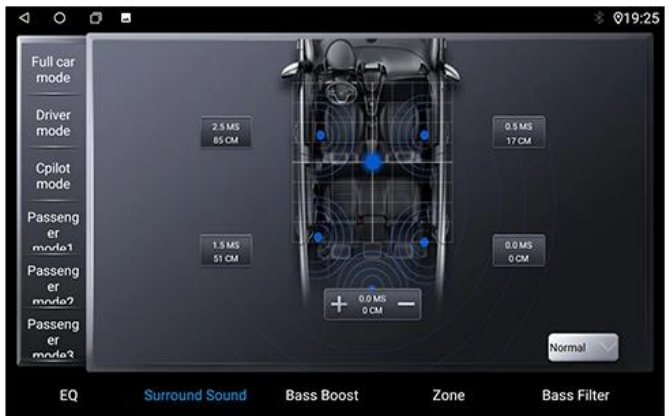 19:25
Full car
mode
Driver
mode
Cpilot
mode
Passeng
er
mode1
Passeng
er
mode2
Passeng
er
mode3
2.5 MS
85 CM
0.5 MS
17 CM
1.5 MS
51 CM
0.0 MS
0 CM
+ 0.0 MS −
0 CM
Normal
EQ Surround Sound Bass Boost Zone Bass Filter